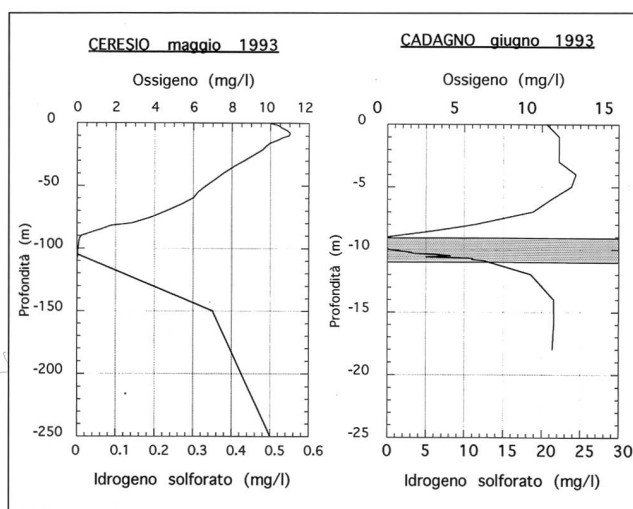 CERESIO maggio 1993
Ossigeno (mg/l)
0 2 4 6 8 10 12
0
-50
-100
-150
-200
-250
Profondità (m)
0 0.1 0.2 0.3 0.4 0.5 0.6
Idrogeno solforato (mg/l)
CADAGNO giugno 1993
Ossigeno (mg/l)
0 5 10 15
0
-5
-10
-15
-20
-25
Profondità (m)
0 5 10 15 20 25 30
Idrogeno solforato (mg/l)